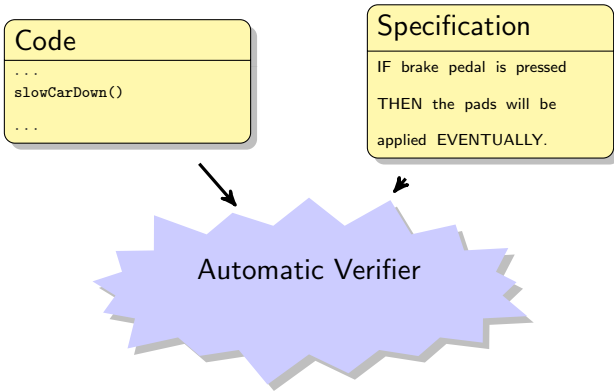 Code
...
slowCarDown()
...
Specification
IF brake pedal is pressed
THEN the pads will be
applied EVENTUALLY.
Automatic Verifier